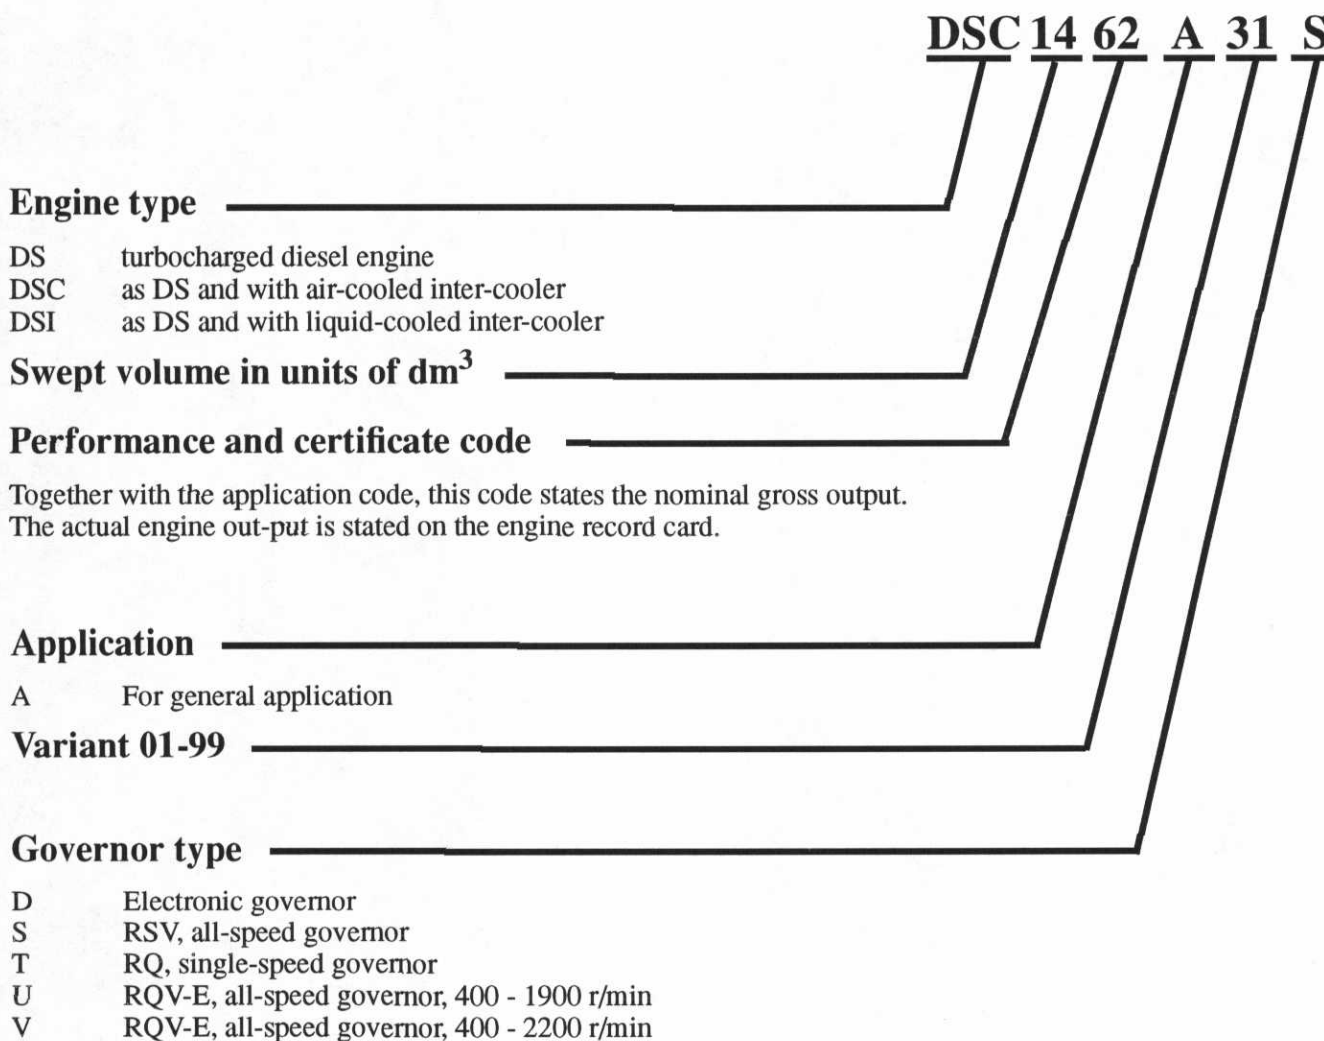 DSC 14 62 A 31 S
Engine type
DS turbocharged diesel engine
DSC as DS and with air-cooled inter-cooler
DSI as DS and with liquid-cooled inter-cooler
Swept volume in units of dm³
Performance and certificate code
Together with the application code, this code states the nominal gross output.
The actual engine out-put is stated on the engine record card.
Application
A For general application
Variant 01-99
Governor type
D Electronic governor
S RSV, all-speed governor
T RQ, single-speed governor
U RQV-E, all-speed governor, 400 - 1900 r/min
V RQV-E, all-speed governor, 400 - 2200 r/min